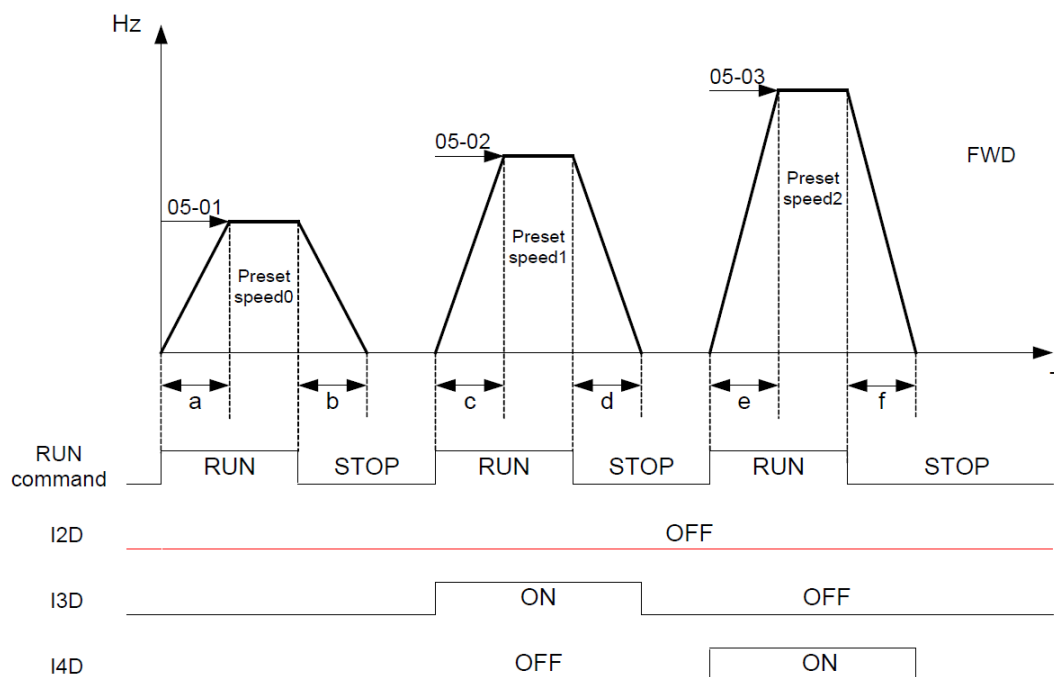 Hz
05-03
05-02
FWD
Preset
speed2
05-01
Preset
speed1
Preset
speed0
a
b
c
d
e
f
RUN
command
RUN
STOP
RUN
STOP
RUN
STOP
I2D
OFF
I3D
ON
OFF
I4D
OFF
ON